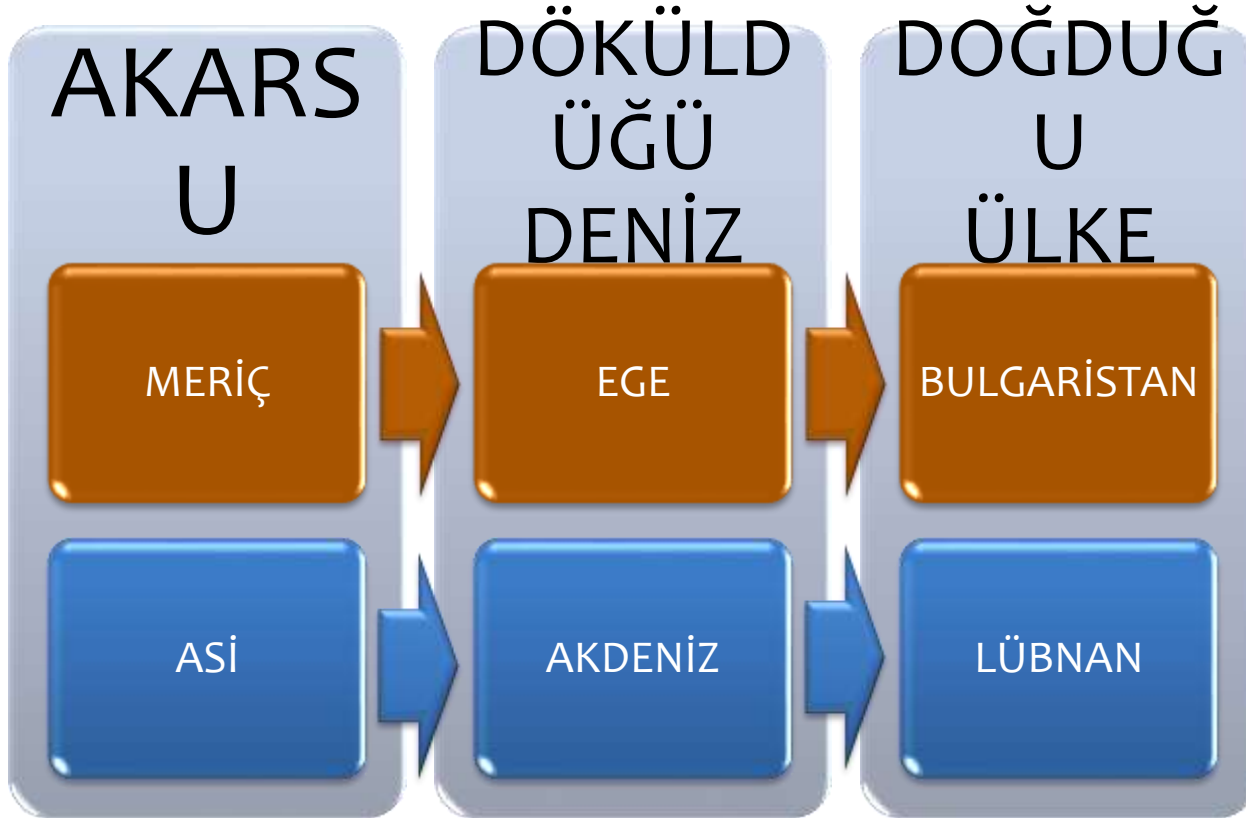 AKARS
U
DÖKÜLD
ÜĞÜ
DENİZ
DOĞDUĞ
U
ÜLKE
MERİÇ
EGE
BULGARİSTAN
ASİ
AKDENİZ
LÜBNAN